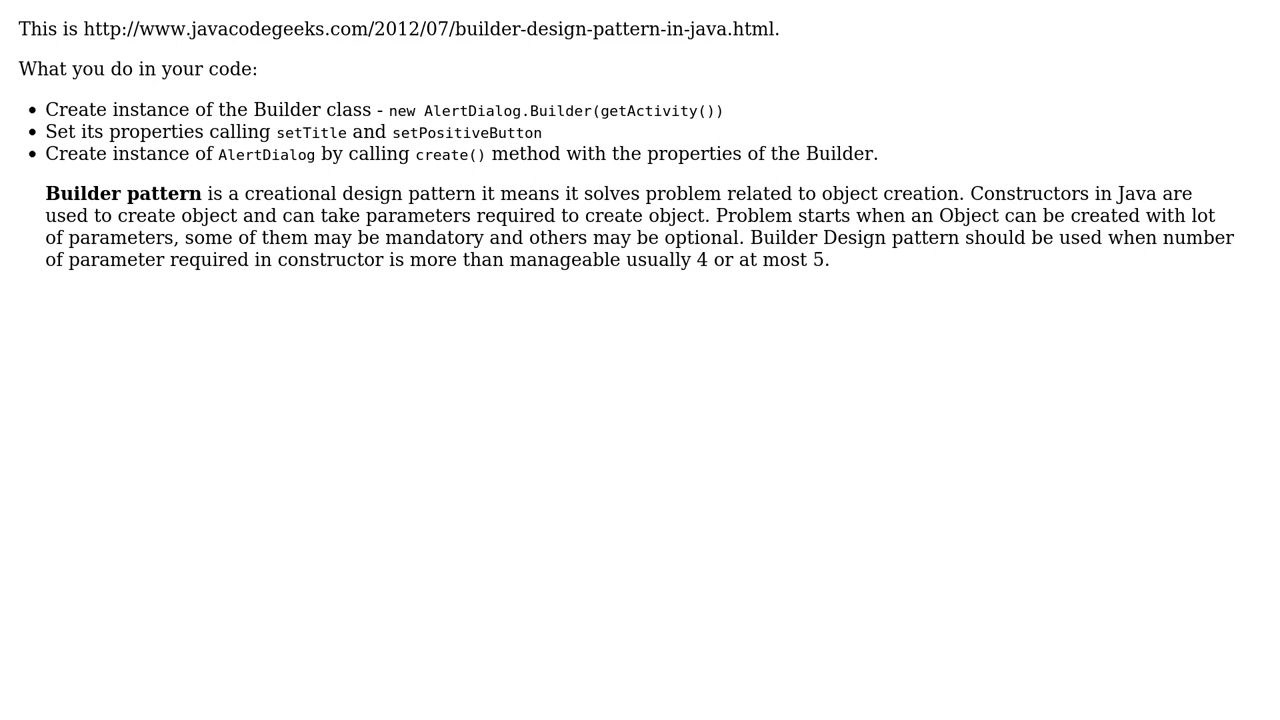 This is http://www.javacodegeeks.com/2012/07/builder-design-pattern-in-java.html.
What you do in your code:
• Create instance of the Builder class - new AlertDialog.Builder(getActivity())
• Set its properties calling setTitle and setPositiveButton
• Create instance of AlertDialog by calling create() method with the properties of the Builder.
Builder pattern is a creational design pattern it means it solves problem related to object creation. Constructors in Java are
used to create object and can take parameters required to create object. Problem starts when an Object can be created with lot
of parameters, some of them may be mandatory and others may be optional. Builder Design pattern should be used when number
of parameter required in constructor is more than manageable usually 4 or at most 5.